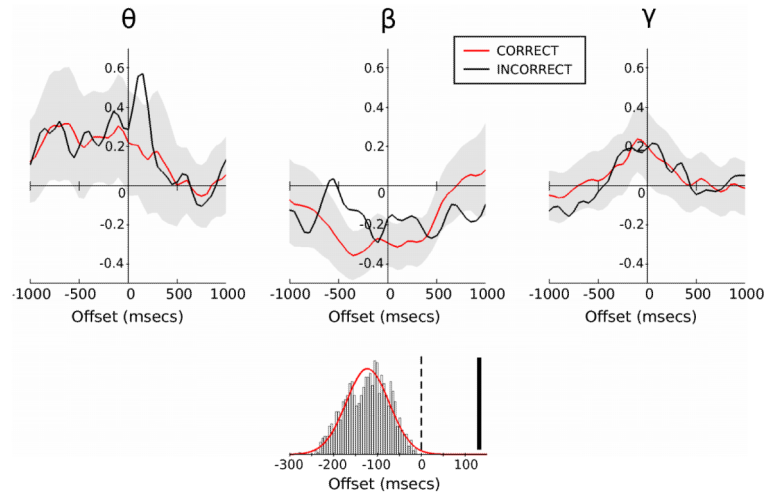 θ β γ
CORRECT
INCORRECT
0.6 0.6 0.6
0.4 0.4 0.4
0.2 0.2 0.2
0 0 0
-0.2 -0.2 -0.2
-0.4 -0.4 -0.4
-1000 -500 0 500 1000 -1000 -500 0 500 1000 -1000 -500 0 500 1000
Offset (msecs) Offset (msecs) Offset (msecs)
-300 -200 -100 0 100
Offset (msecs)